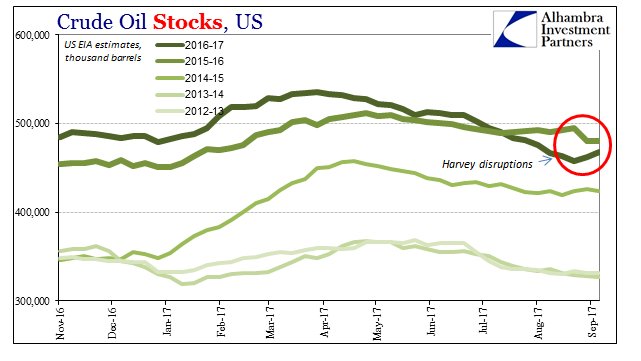 Crude Oil Stocks, US
Alhambra
Investment
Partners
600,000
500,000
400,000
300,000
US EIA estimates,
thousand barrels
2016-17
2015-16
2014-15
2013-14
2012-13
Harvey disruptions
Nov-16
Dec-16
Jan-17
Feb-17
Mar-17
Apr-17
May-17
Jun-17
Jul-17
Aug-17
Sep-17